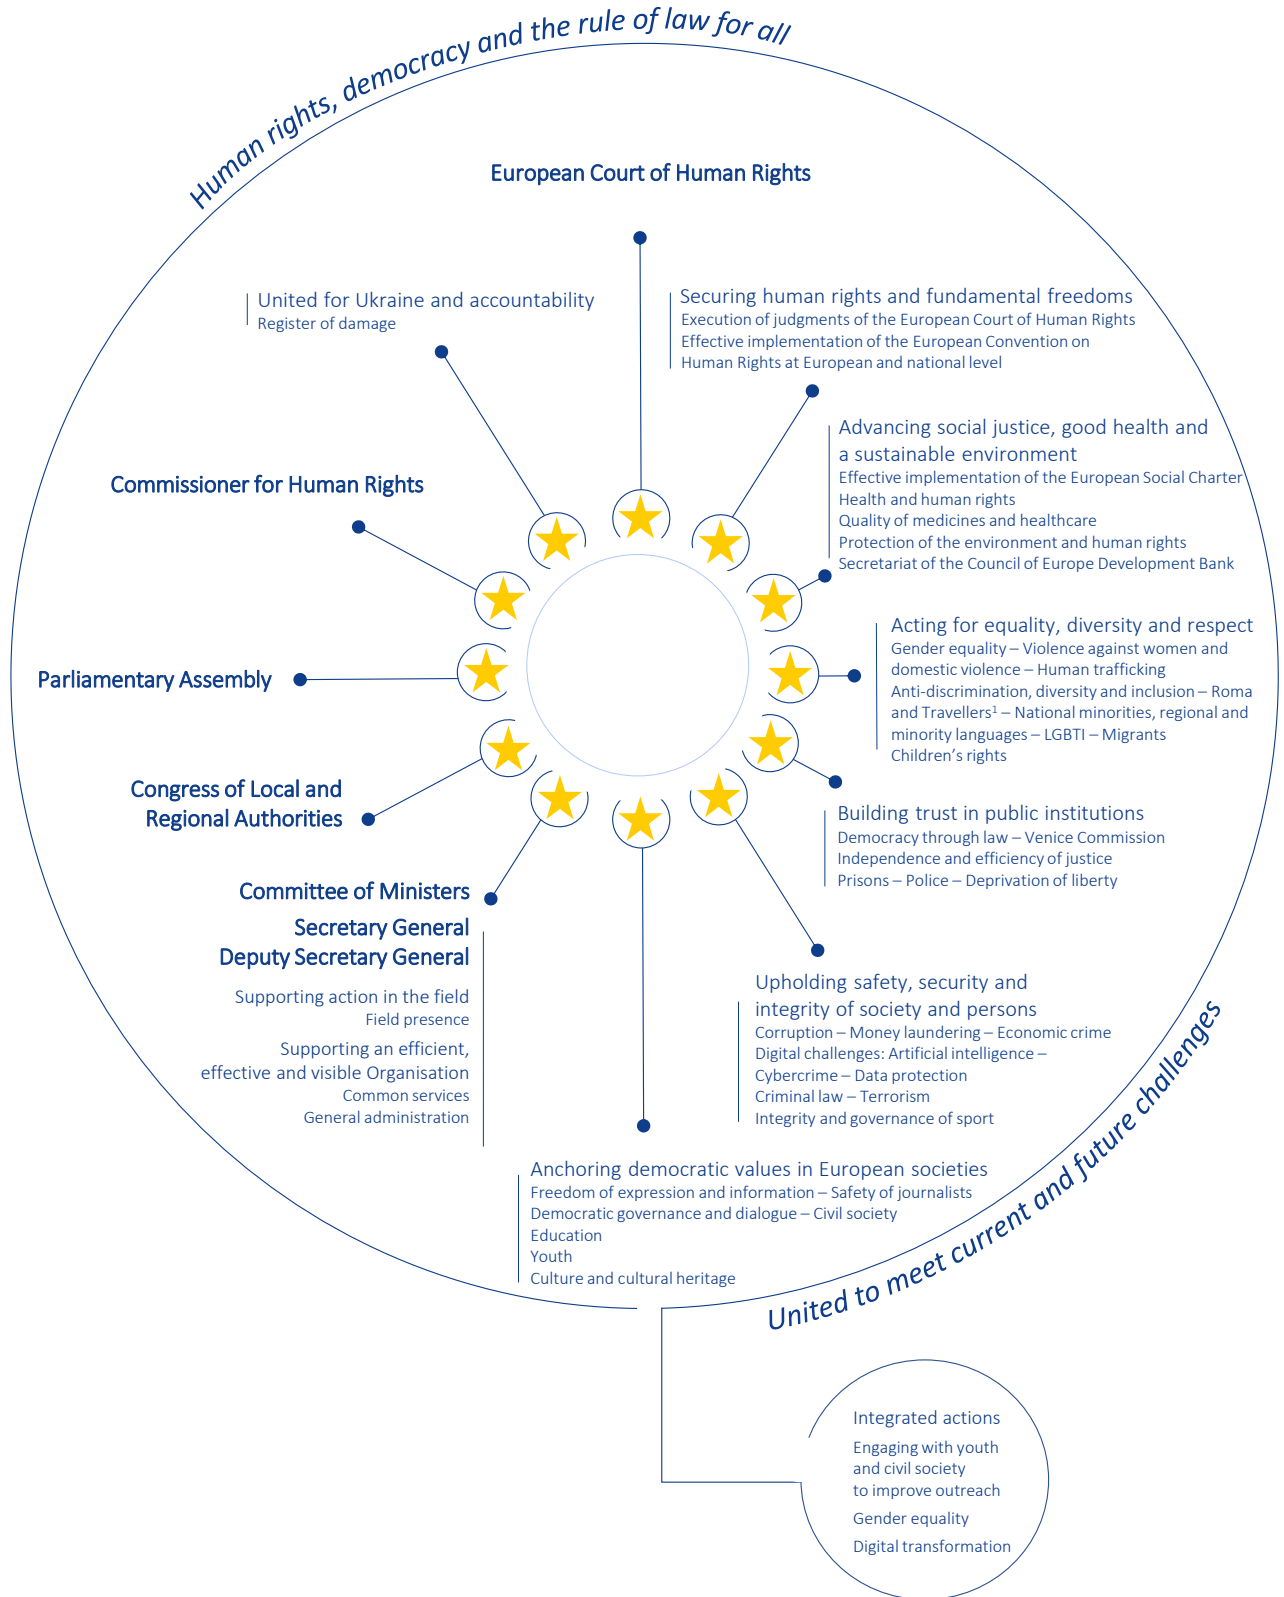 Human rights, democracy and the rule of law for all
European Court of Human Rights
United for Ukraine and accountability
Register of damage
Securing human rights and fundamental freedoms
Execution of judgments of the European Court of Human Rights
Effective implementation of the European Convention on
Human Rights at European and national level
Advancing social justice, good health and
a sustainable environment
Effective implementation of the European Social Charter
Health and human rights
Quality of medicines and healthcare
Protection of the environment and human rights
Secretariat of the Council of Europe Development Bank
Commissioner for Human Rights
Acting for equality, diversity and respect
Gender equality – Violence against women and
domestic violence – Human trafficking
Anti-discrimination, diversity and inclusion – Roma
and Travellers¹ – National minorities, regional and
minority languages – LGBTI – Migrants
Children's rights
Parliamentary Assembly
Congress of Local and
Regional Authorities
Building trust in public institutions
Democracy through law – Venice Commission
Independence and efficiency of justice
Prisons – Police – Deprivation of liberty
Committee of Ministers
Secretary General
Deputy Secretary General
Supporting action in the field
Field presence
Supporting an efficient,
effective and visible Organisation
Common services
General administration
Upholding safety, security and
integrity of society and persons
Corruption – Money laundering – Economic crime
Digital challenges: Artificial intelligence –
Cybercrime – Data protection
Criminal law – Terrorism
Integrity and governance of sport
Anchoring democratic values in European societies
Freedom of expression and information – Safety of journalists
Democratic governance and dialogue – Civil society
Education
Youth
Culture and cultural heritage
United to meet current and future challenges
Integrated actions
Engaging with youth
and civil society
to improve outreach
Gender equality
Digital transformation